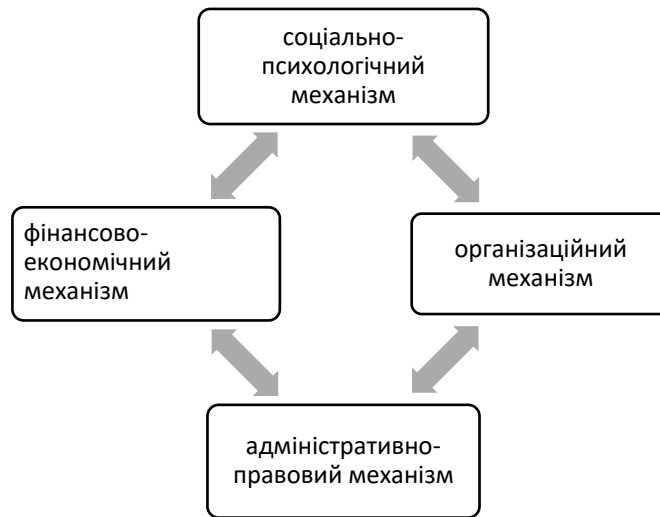 соціально-
психологічний
механізм
фінансово-
економічний
механізм
організаційний
механізм
адміністративно-
правовий механізм